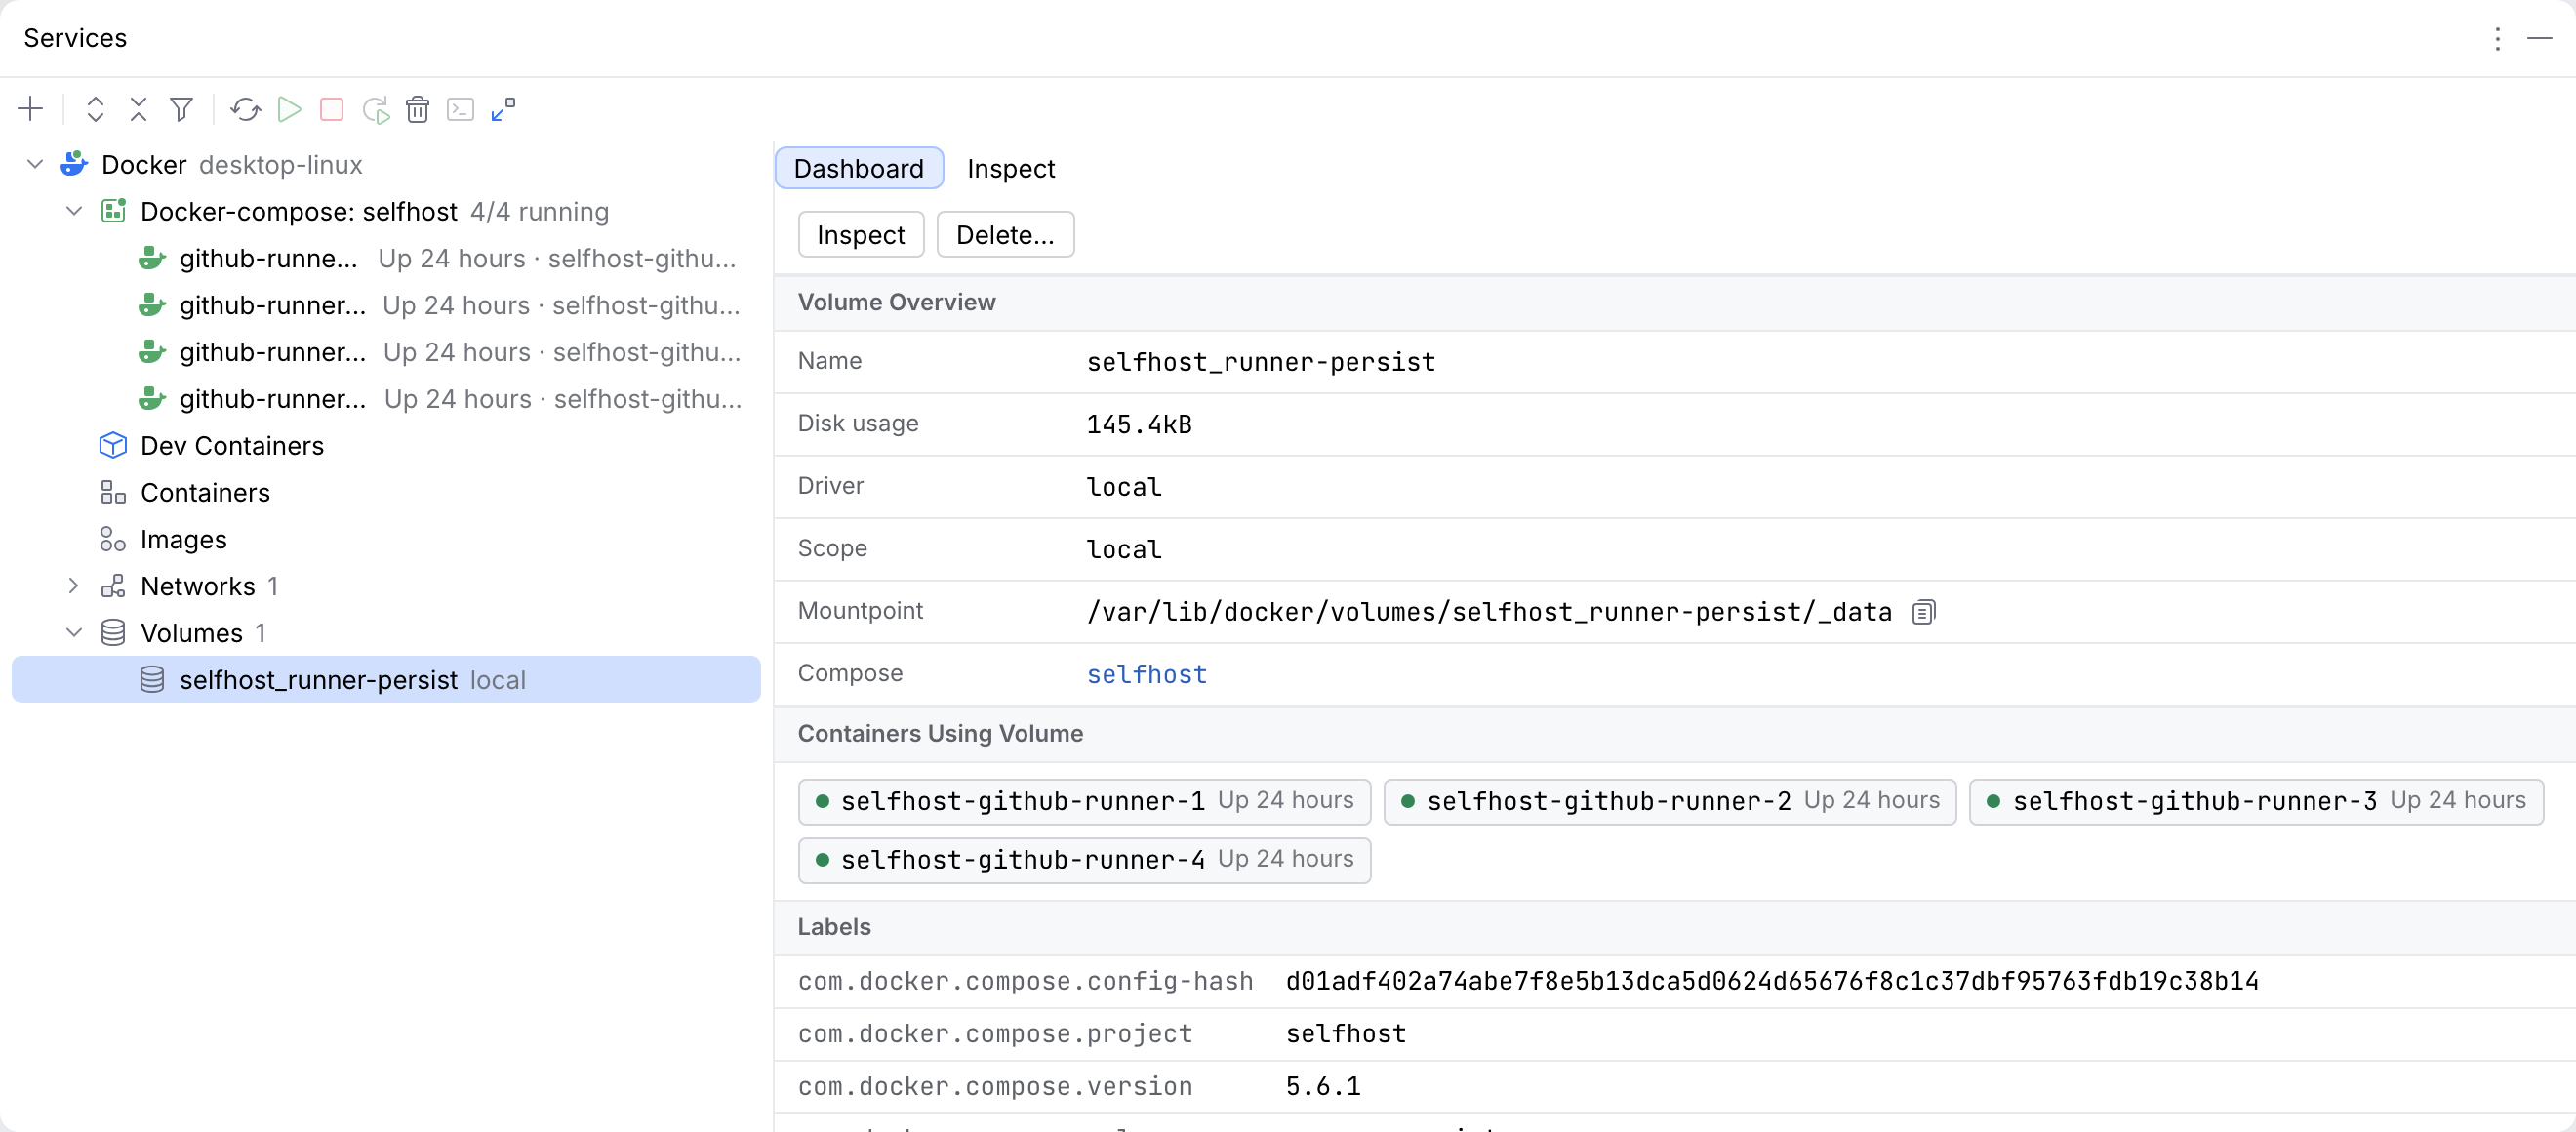 Services
Docker desktop-linux
Docker-compose: selfhost 4/4 running
github-runne... Up 24 hours · selfhost-githu...
github-runner... Up 24 hours · selfhost-githu...
github-runner... Up 24 hours · selfhost-githu...
github-runner... Up 24 hours · selfhost-githu...
Dev Containers
Containers
Images
Networks 1
Volumes 1
selfhost_runner-persist local
Dashboard Inspect
Inspect Delete...
Volume Overview
Name selfhost_runner-persist
Disk usage 145.4kB
Driver local
Scope local
Mountpoint /var/lib/docker/volumes/selfhost_runner-persist/_data
Compose selfhost
Containers Using Volume
selfhost-github-runner-1 Up 24 hours selfhost-github-runner-2 Up 24 hours selfhost-github-runner-3 Up 24 hours
selfhost-github-runner-4 Up 24 hours
Labels
com.docker.compose.config-hash d01adf402a74abe7f8e5b13dca5d0624d65676f8c1c37dbf95763fdb19c38b14
com.docker.compose.project selfhost
com.docker.compose.version 5.6.1